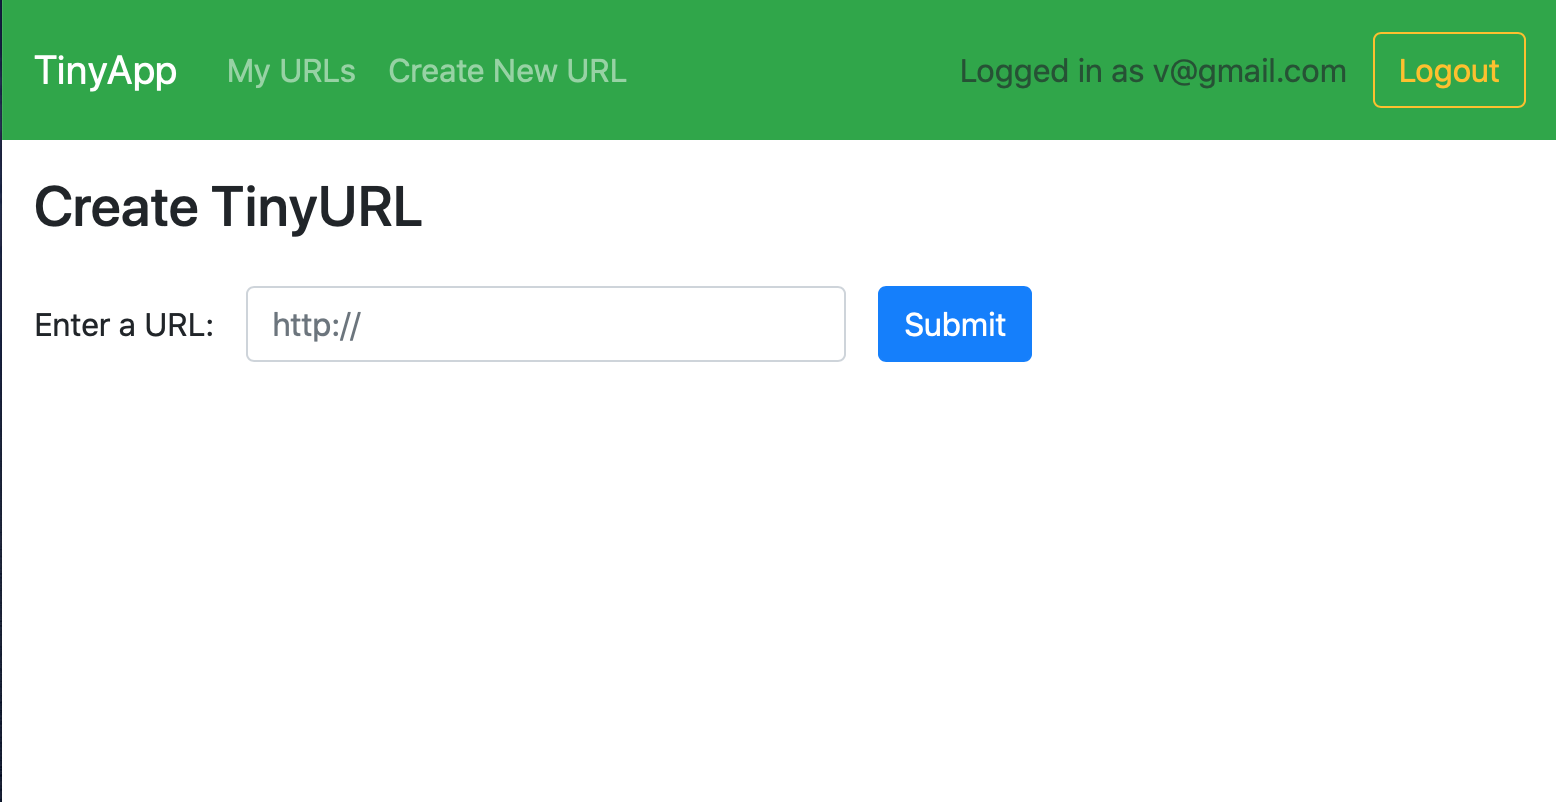 TinyApp My URLs Create New URL Logged in as v@gmail.com Logout
Create TinyURL
Enter a URL: http:// Submit